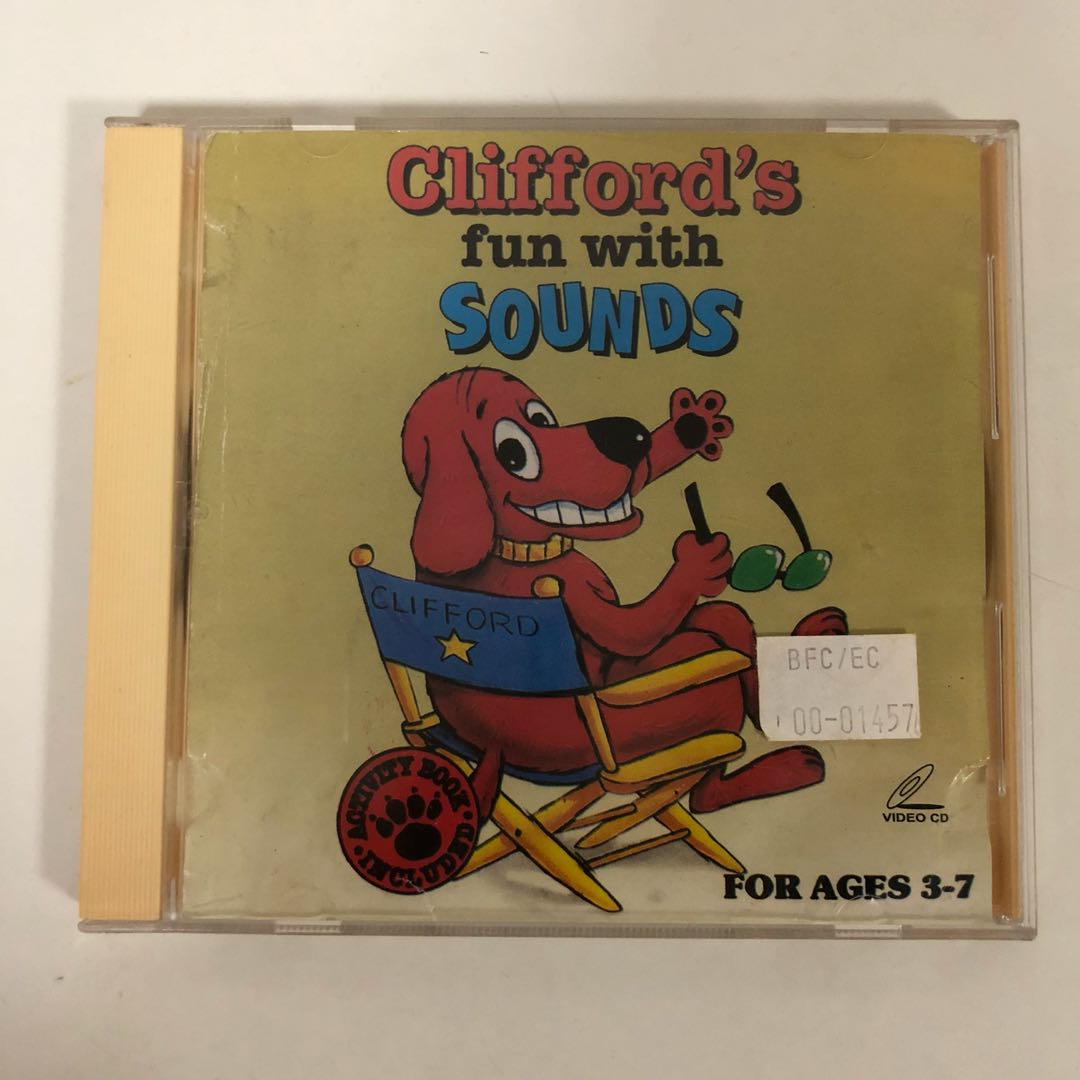 Clifford's
fun with
SOUNDS
CLIFFORD
BFC/EC
00-01457
ACTIVITY BOOK
INCLUDED
VIDEO CD
FOR AGES 3-7